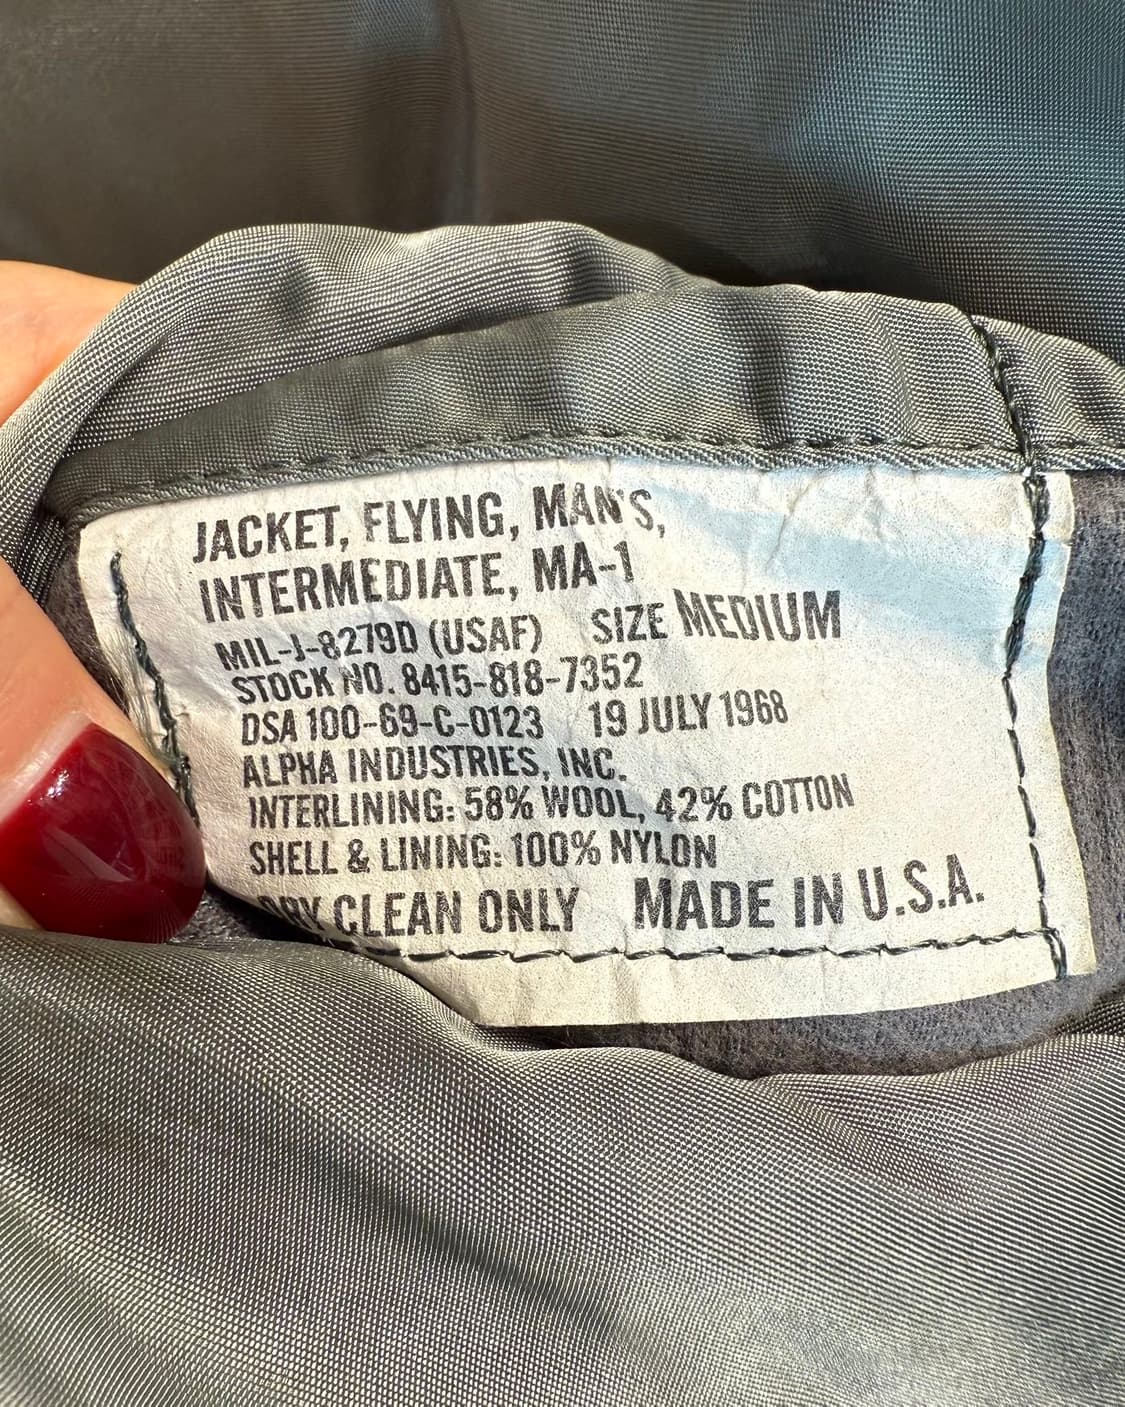 JACKET, FLYING, MAN'S,
INTERMEDIATE, MA-1
MIL-J-8279D (USAF) SIZE MEDIUM
STOCK NO. 8415-818-7352
DSA 100-69-C-0123 19 JULY 1968
ALPHA INDUSTRIES, INC.
INTERLINING: 58% WOOL, 42% COTTON
SHELL & LINING: 100% NYLON
DRY CLEAN ONLY MADE IN U.S.A.